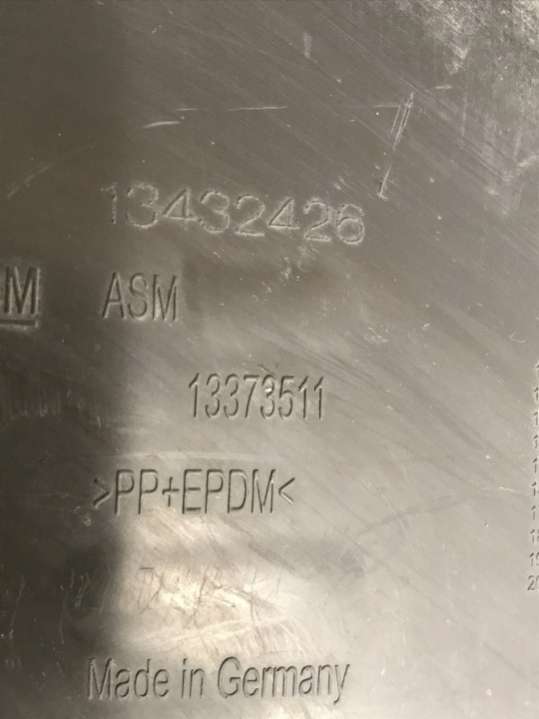 13432426
M ASM
13373511
>PP+EPDM<
Made in Germany